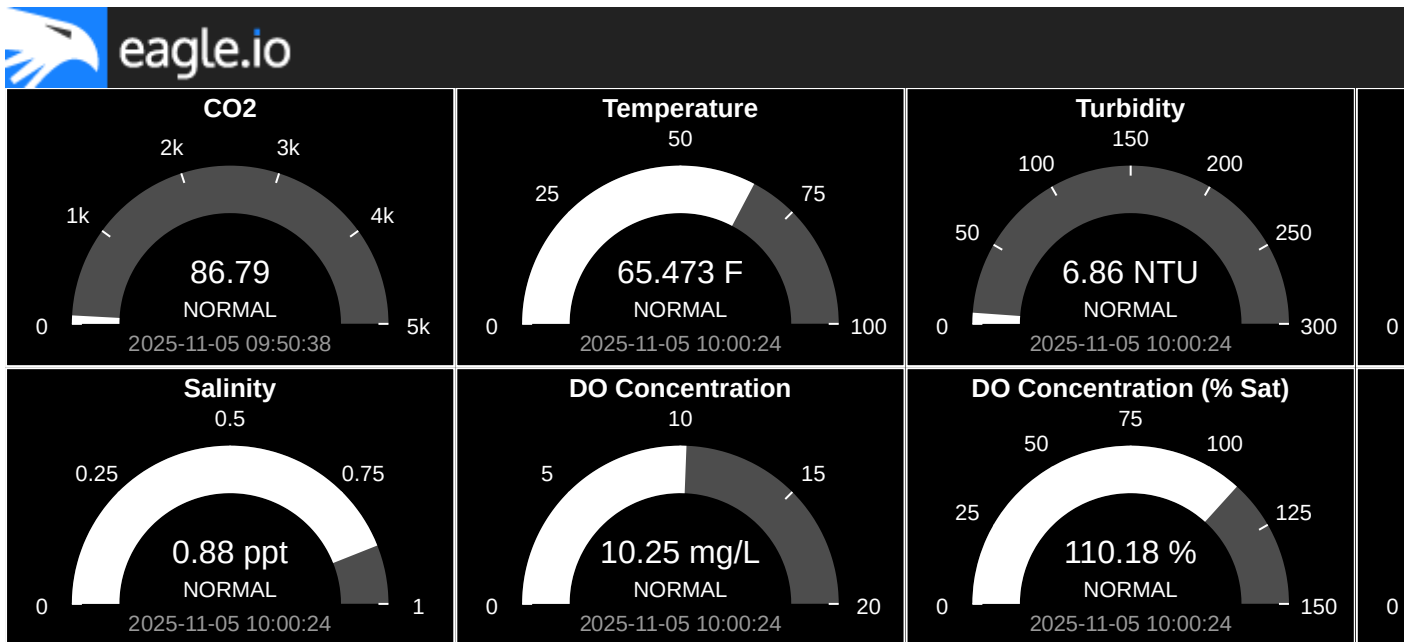 eagle.io
CO2
2k
3k
1k
4k
86.79
NORMAL
0
5k
2025-11-05 09:50:38
Temperature
50
25
75
65.473 F
NORMAL
0
100
2025-11-05 10:00:24
Turbidity
150
100
200
50
250
6.86 NTU
NORMAL
0
300
2025-11-05 10:00:24
0
Salinity
0.5
0.25
0.75
0.88 ppt
NORMAL
0
1
2025-11-05 10:00:24
DO Concentration
10
5
15
10.25 mg/L
NORMAL
0
20
2025-11-05 10:00:24
DO Concentration (% Sat)
75
50
100
25
125
110.18 %
NORMAL
0
150
2025-11-05 10:00:24
0